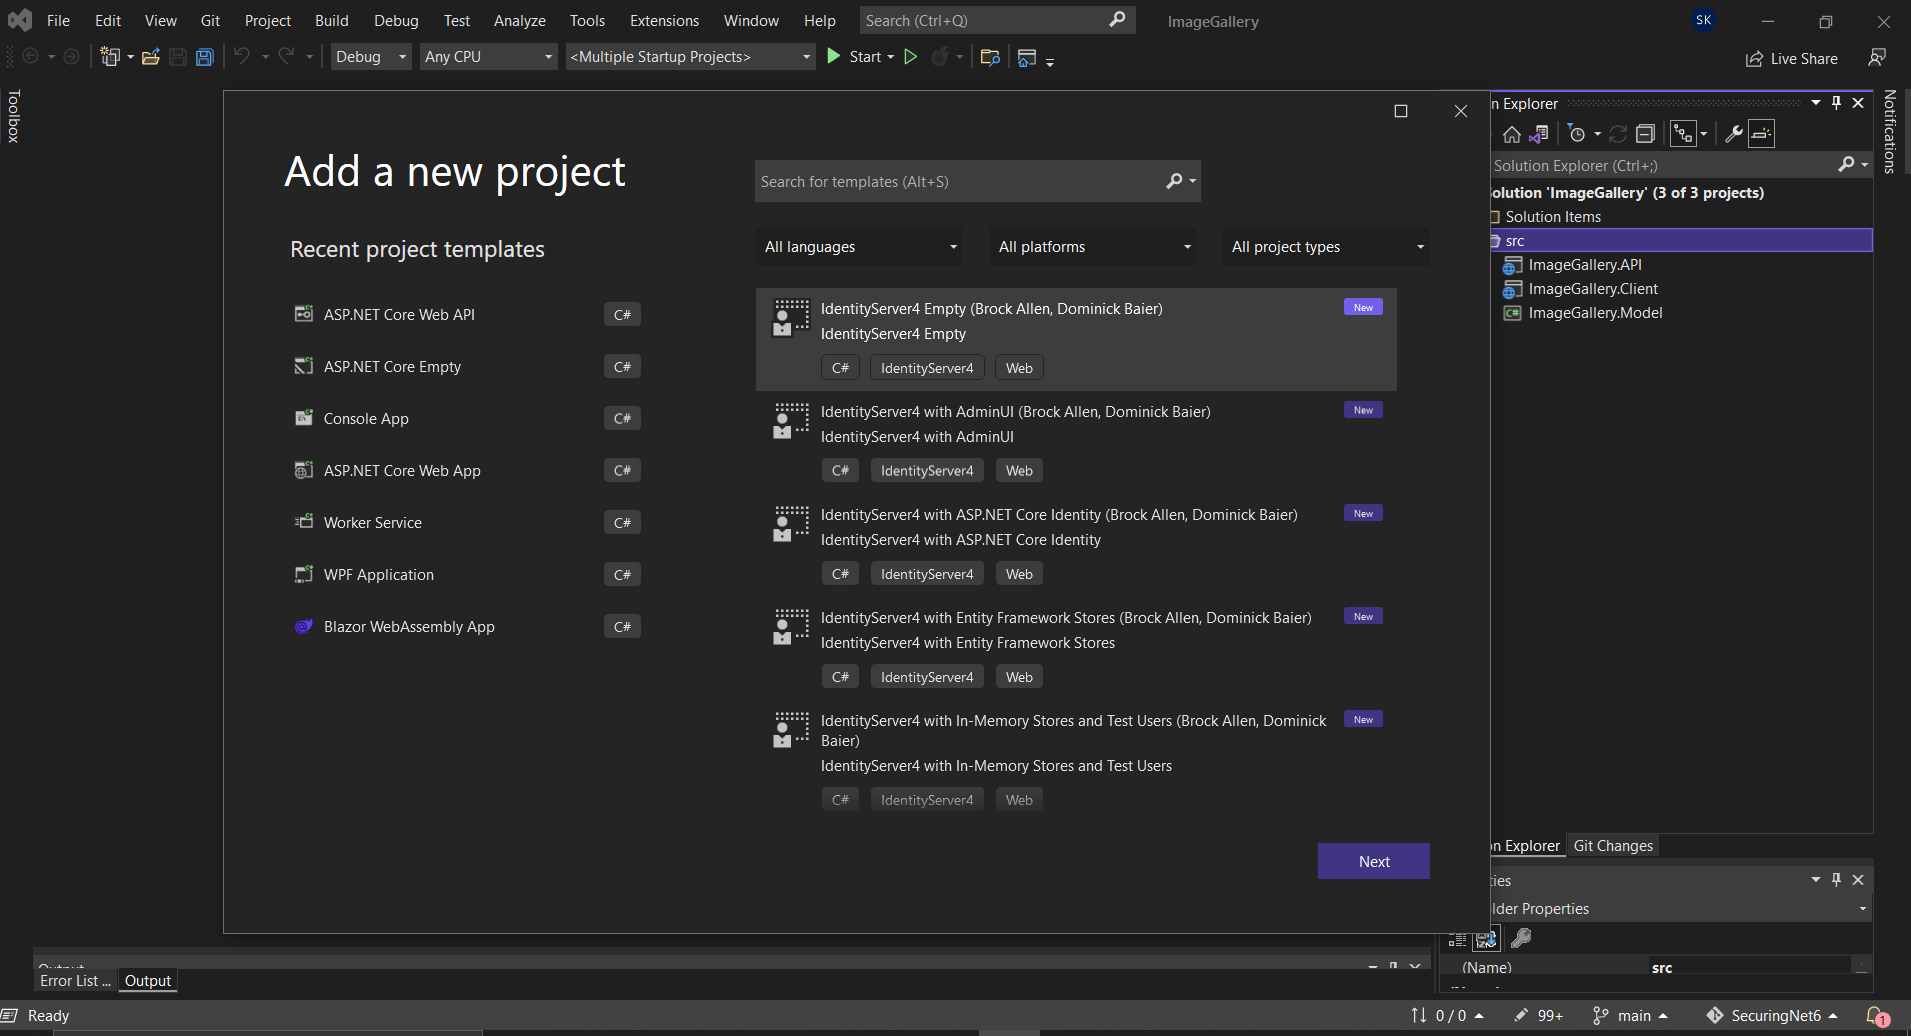 File Edit View Git Project Build Debug Test Analyze Tools Extensions Window Help Search (Ctrl+Q) ImageGallery SK
Debug Any CPU <Multiple Startup Projects> Start Live Share
Toolbox
Notifications
Add a new project
Search for templates (Alt+S)
Recent project templates
All languages All platforms All project types
ASP.NET Core Web API C#
ASP.NET Core Empty C#
Console App C#
ASP.NET Core Web App C#
Worker Service C#
WPF Application C#
Blazor WebAssembly App C#
IdentityServer4 Empty (Brock Allen, Dominick Baier) New
IdentityServer4 Empty
C# IdentityServer4 Web
IdentityServer4 with AdminUI (Brock Allen, Dominick Baier) New
IdentityServer4 with AdminUI
C# IdentityServer4 Web
IdentityServer4 with ASP.NET Core Identity (Brock Allen, Dominick Baier) New
IdentityServer4 with ASP.NET Core Identity
C# IdentityServer4 Web
IdentityServer4 with Entity Framework Stores (Brock Allen, Dominick Baier) New
IdentityServer4 with Entity Framework Stores
C# IdentityServer4 Web
IdentityServer4 with In-Memory Stores and Test Users (Brock Allen, Dominick New
Baier)
IdentityServer4 with In-Memory Stores and Test Users
C# IdentityServer4 Web
Next
n Explorer
Solution Explorer (Ctrl+;)
olution 'ImageGallery' (3 of 3 projects)
Solution Items
src
ImageGallery.API
ImageGallery.Client
ImageGallery.Model
on Explorer Git Changes
ties
lder Properties
(Name) src
Output
Error List ... Output
Ready 0 / 0 99+ main SecuringNet6 1